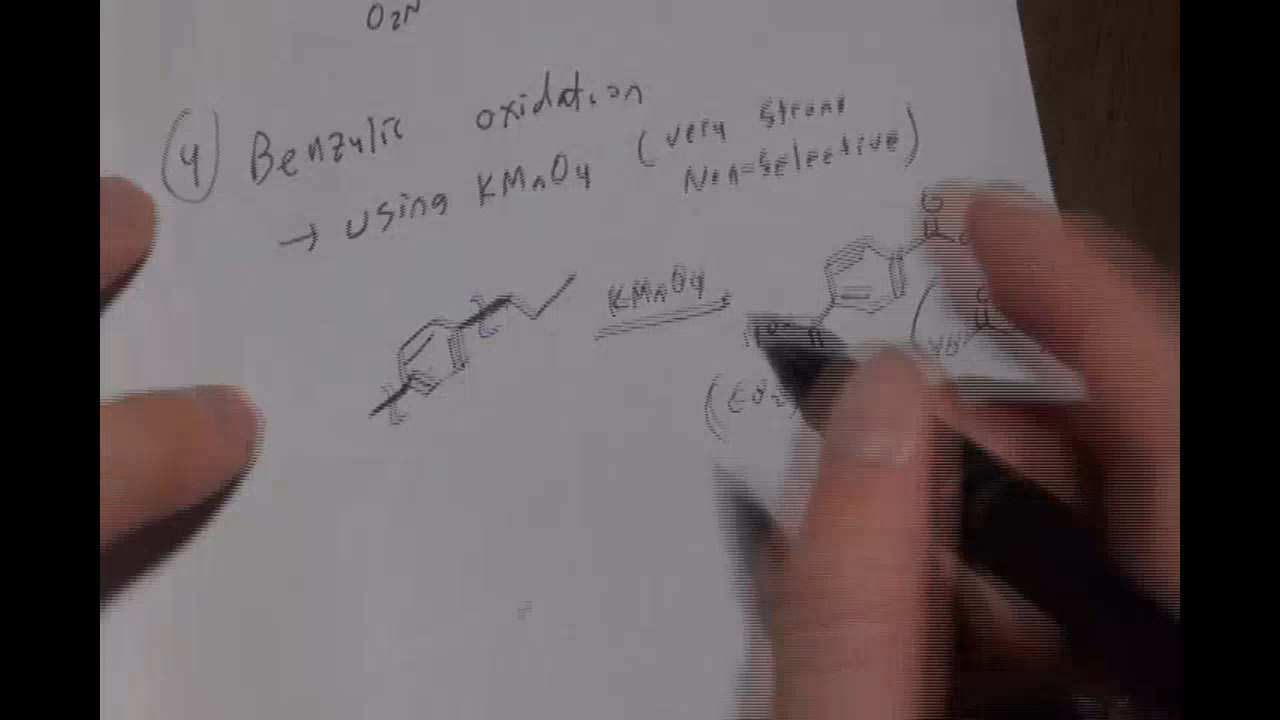 O2N
4 Benzylic oxidation
→ using KMnO4 (very strong
Non-Selective)
KMnO4